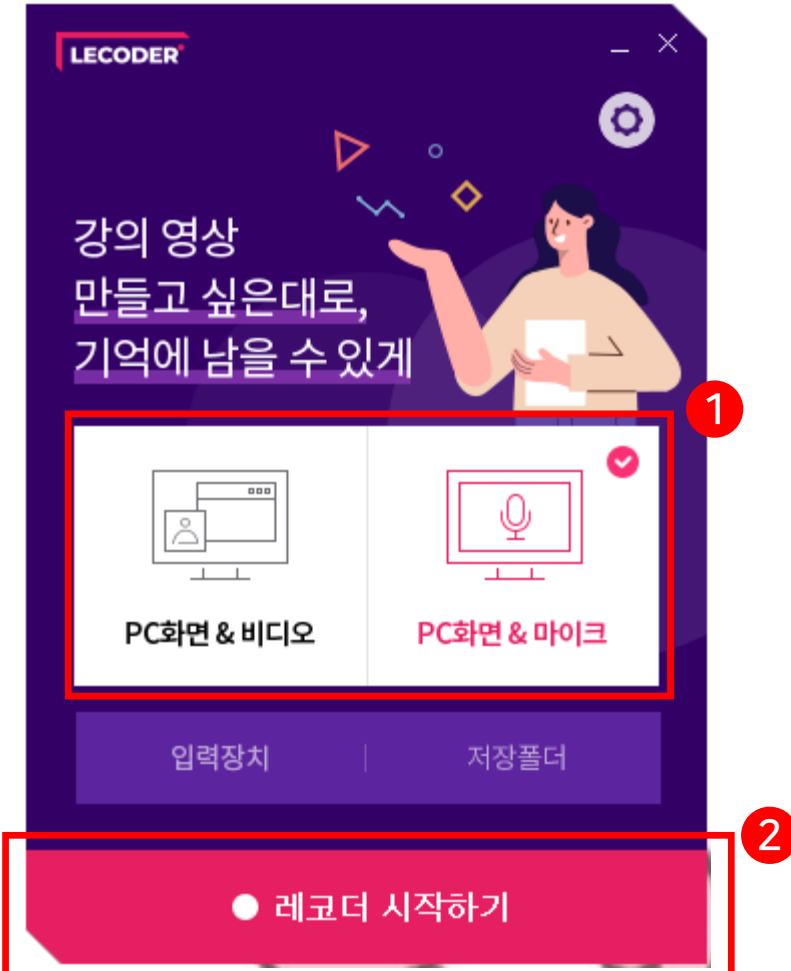 LECODER
강의 영상
만들고 싶은대로,
기억에 남을 수 있게
1
PC화면 & 비디오
PC화면 & 마이크
입력장치
저장폴더
2
레코더 시작하기